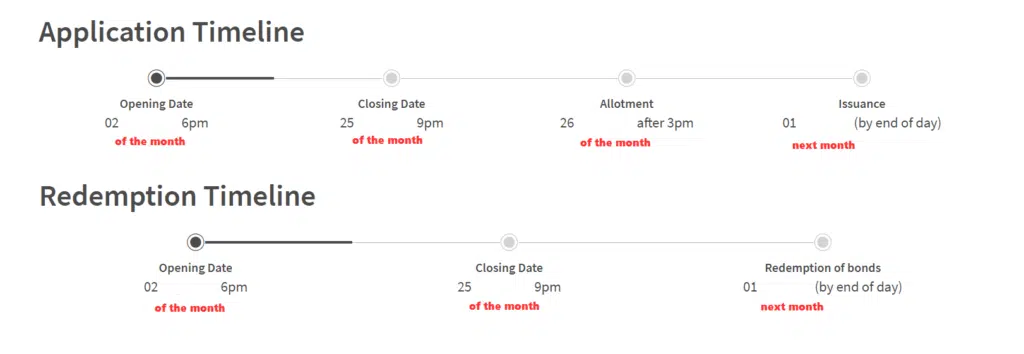 Application Timeline
Opening Date Closing Date Allotment Issuance
02 6pm 25 9pm 26 after 3pm 01 (by end of day)
of the month of the month of the month next month
Redemption Timeline
Opening Date Closing Date Redemption of bonds
02 6pm 25 9pm 01 (by end of day)
of the month of the month next month